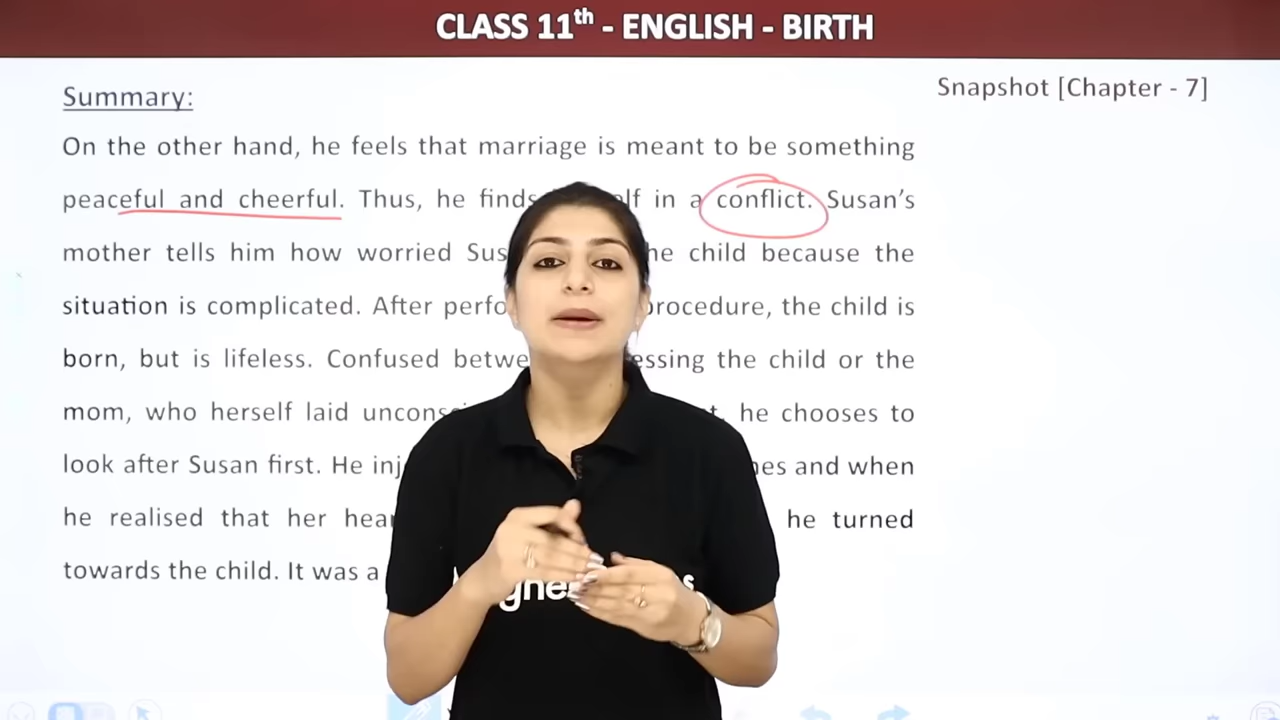 CLASS 11th - ENGLISH - BIRTH
Snapshot [Chapter - 7]
Summary:
On the other hand, he feels that marriage is meant to be something
peaceful and cheerful. Thus, he finds in a conflict. Susan's
mother tells him how worried child because the
situation is complicated. After procedure, the child is
born, but is lifeless. Confused the child or the
mom, who herself laid he chooses to
look after Susan first. He and when
he realised that her he turned
towards the child. It was a